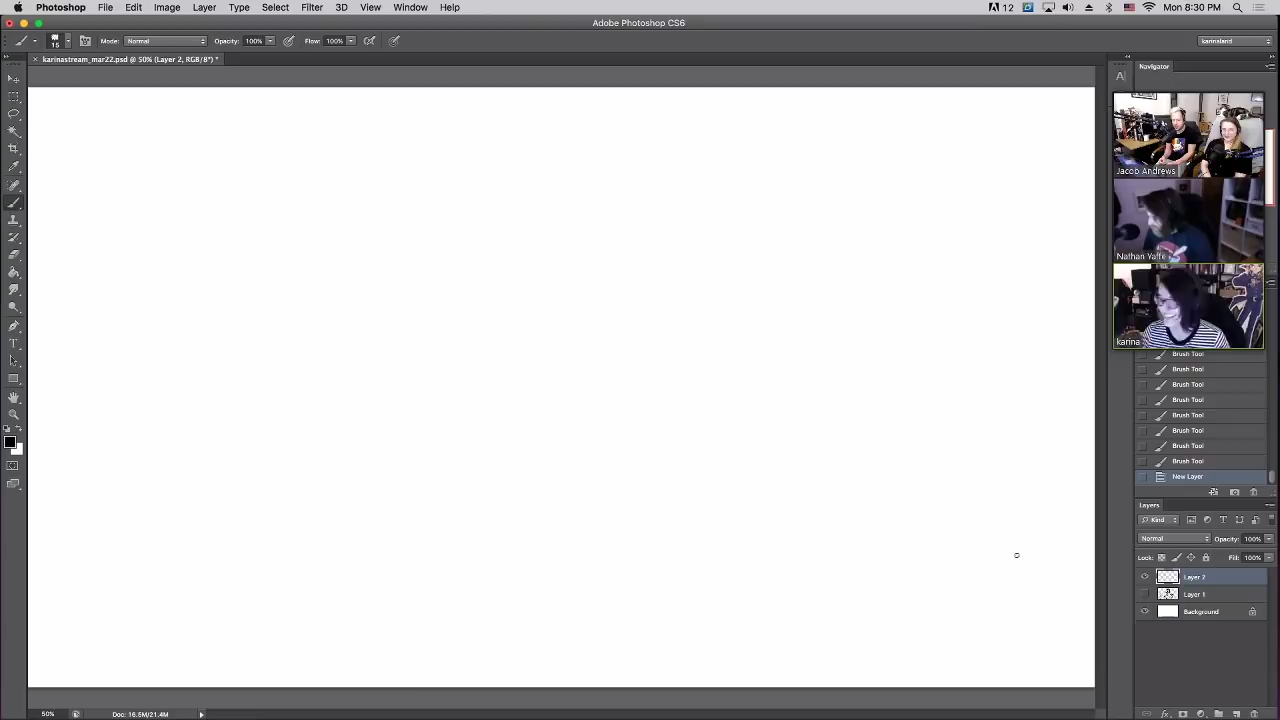 Photoshop File Edit Image Layer Type Select Filter 3D View Window Help 12 Mon 8:30 PM
Adobe Photoshop CS6
15 Mode: Normal Opacity: 100% Flow: 100% karinaland
karinastream_mar22.psd @ 50% (Layer 2, RGB/8*) *
Navigator
A
Jacob Andrews
Nathan Yaffe
karina
Brush Tool
Brush Tool
Brush Tool
Brush Tool
Brush Tool
Brush Tool
Brush Tool
Brush Tool
New Layer
Layers
Kind
Normal Opacity: 100%
Lock: Fill: 100%
Layer 2
Layer 1
Background
50% Doc: 16.5M/21.4M